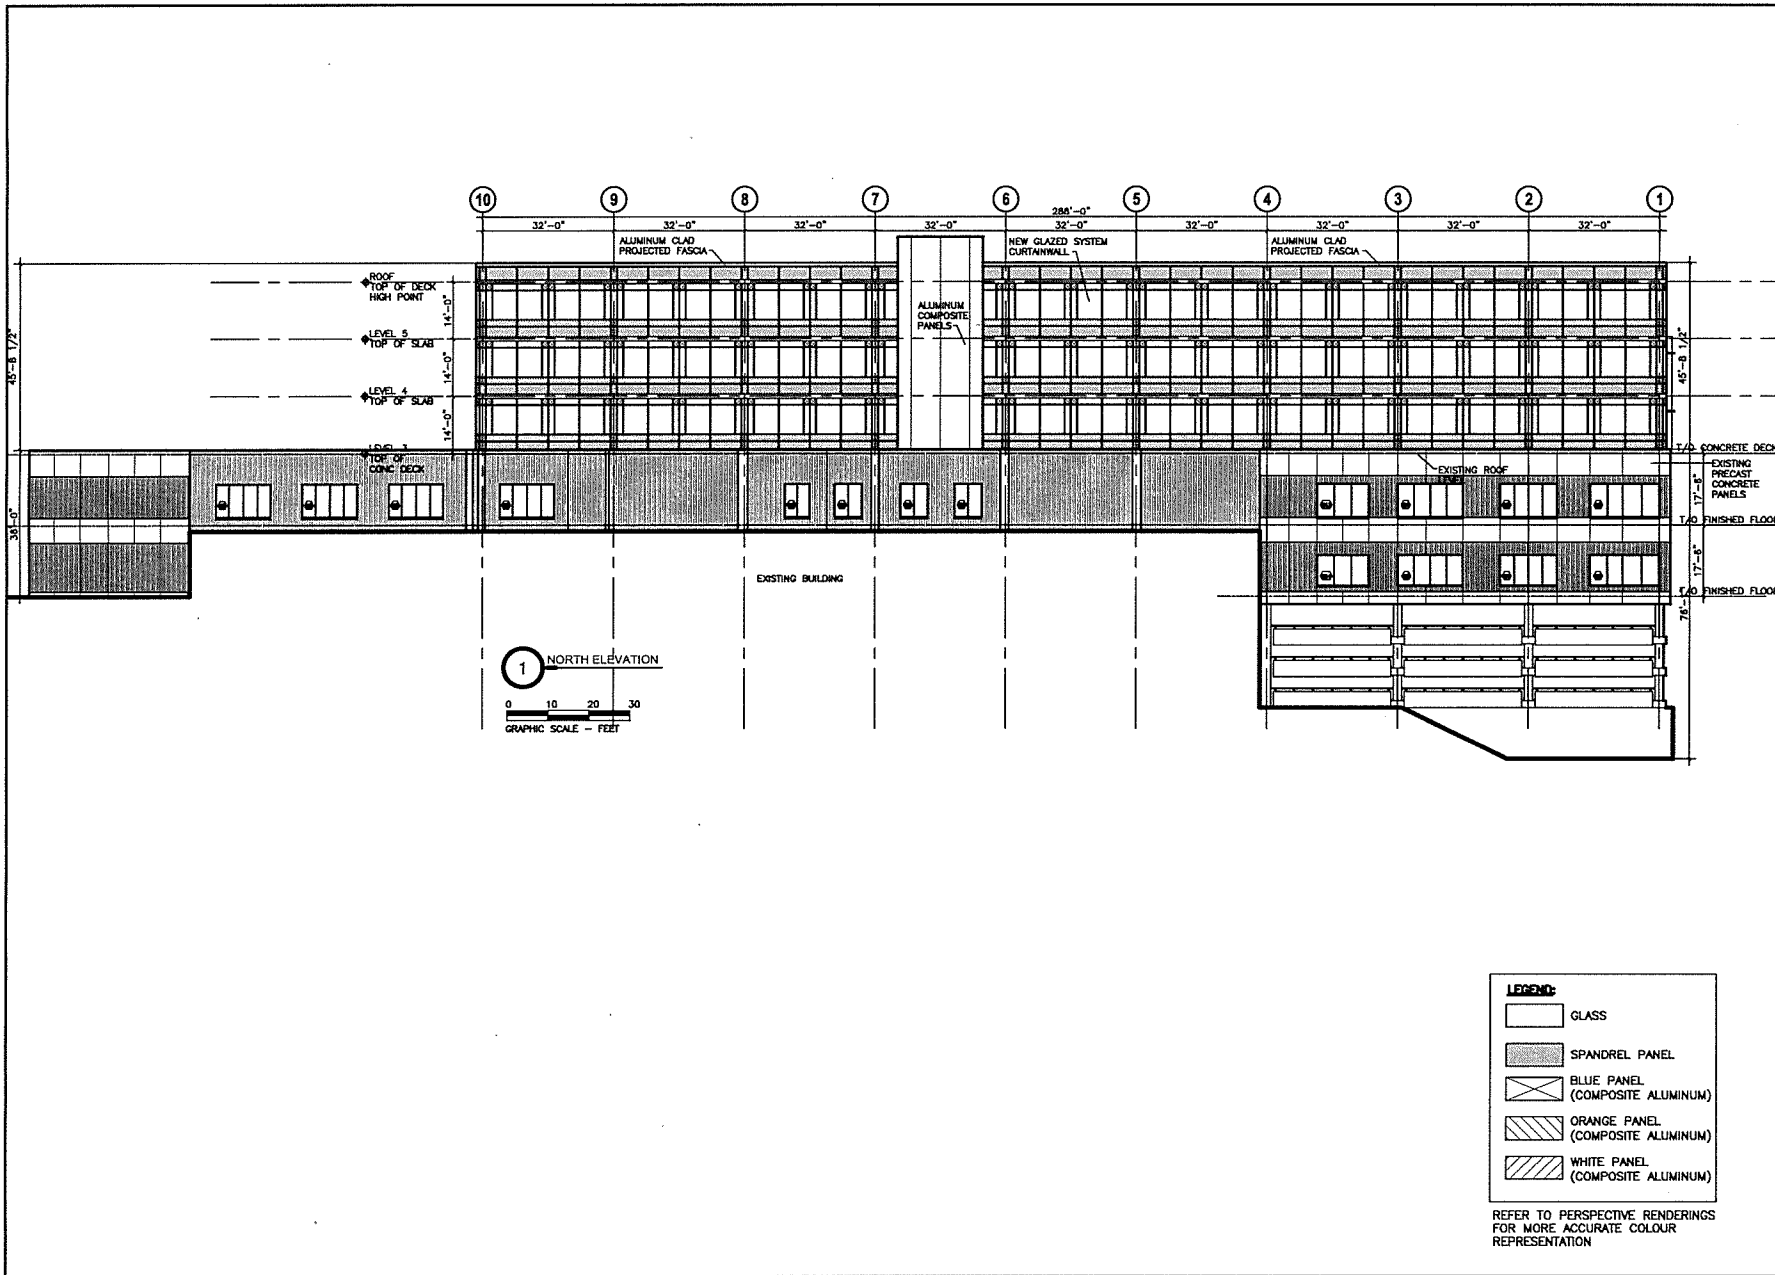 10
9
8
7
6
5
4
3
2
1
288'-0"
32'-0"
32'-0"
32'-0"
32'-0"
32'-0"
32'-0"
32'-0"
32'-0"
32'-0"
ALUMINUM CLAD
PROJECTED FASCIA
NEW GLAZED SYSTEM
CURTAINWALL
ALUMINUM CLAD
PROJECTED FASCIA
ROOF
TOP OF DECK
HIGH POINT
14'-0"
ALUMINUM
COMPOSITE
PANELS
LEVEL 5
TOP OF SLAB
14'-0"
45'-8 1/2"
45'-8 1/2"
LEVEL 4
TOP OF SLAB
14'-0"
LEVEL 3
TOP OF
CONC DECK
T/O CONCRETE DECK
EXISTING ROOF
LEVEL
EXISTING
PRECAST
CONCRETE
PANELS
17'-6"
T/O FINISHED FLOOR
EXISTING BUILDING
17'-6"
T/O FINISHED FLOOR
1
NORTH ELEVATION
0 10 20 30
GRAPHIC SCALE - FEET
LEGEND:
GLASS
SPANDREL PANEL
BLUE PANEL
(COMPOSITE ALUMINUM)
ORANGE PANEL
(COMPOSITE ALUMINUM)
WHITE PANEL
(COMPOSITE ALUMINUM)
REFER TO PERSPECTIVE RENDERINGS
FOR MORE ACCURATE COLOUR
REPRESENTATION